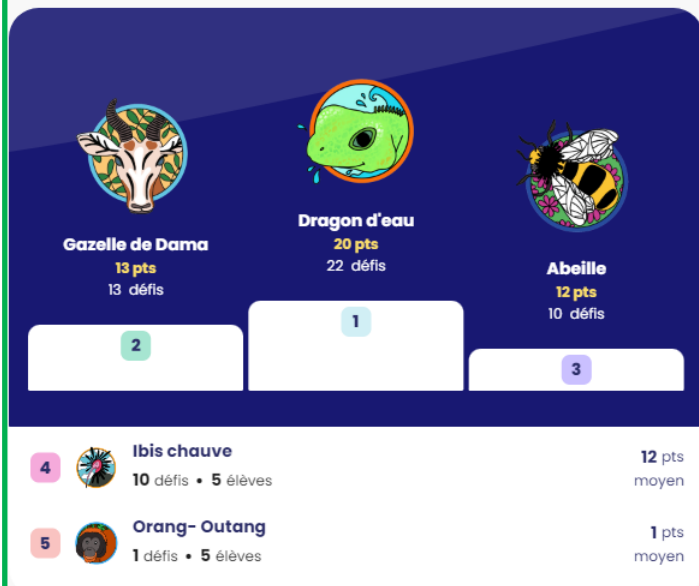 Gazelle de Dama
13 pts
13 défis
2
Dragon d'eau
20 pts
22 défis
1
Abeille
12 pts
10 défis
3
4
Ibis chauve
10 défis • 5 élèves
12 pts
moyen
5
Orang- Outang
1 défis • 5 élèves
1 pts
moyen